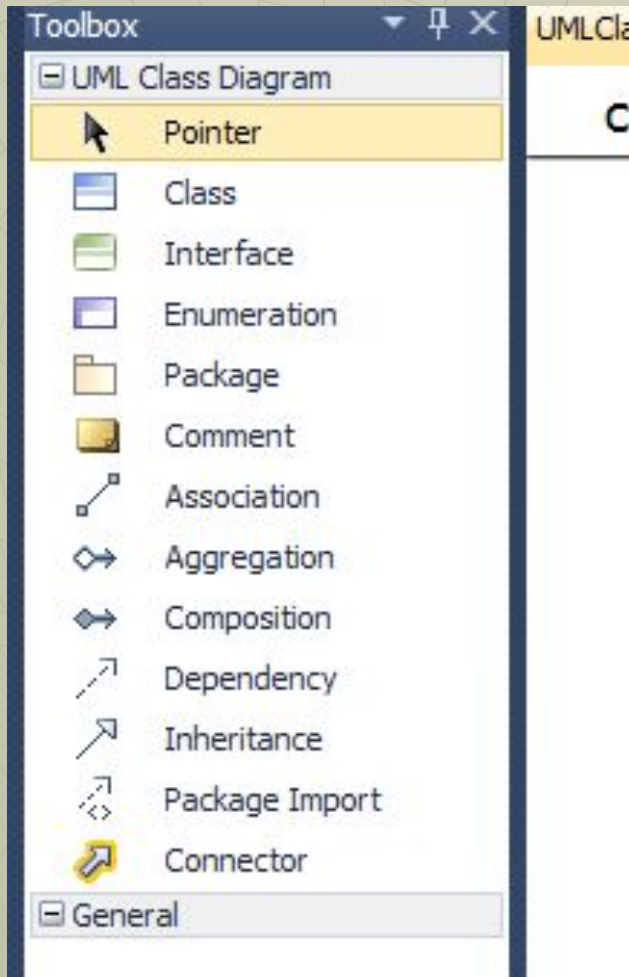 Toolbox
UMLCla
UML Class Diagram
C
Pointer
Class
Interface
Enumeration
Package
Comment
Association
Aggregation
Composition
Dependency
Inheritance
Package Import
Connector
General